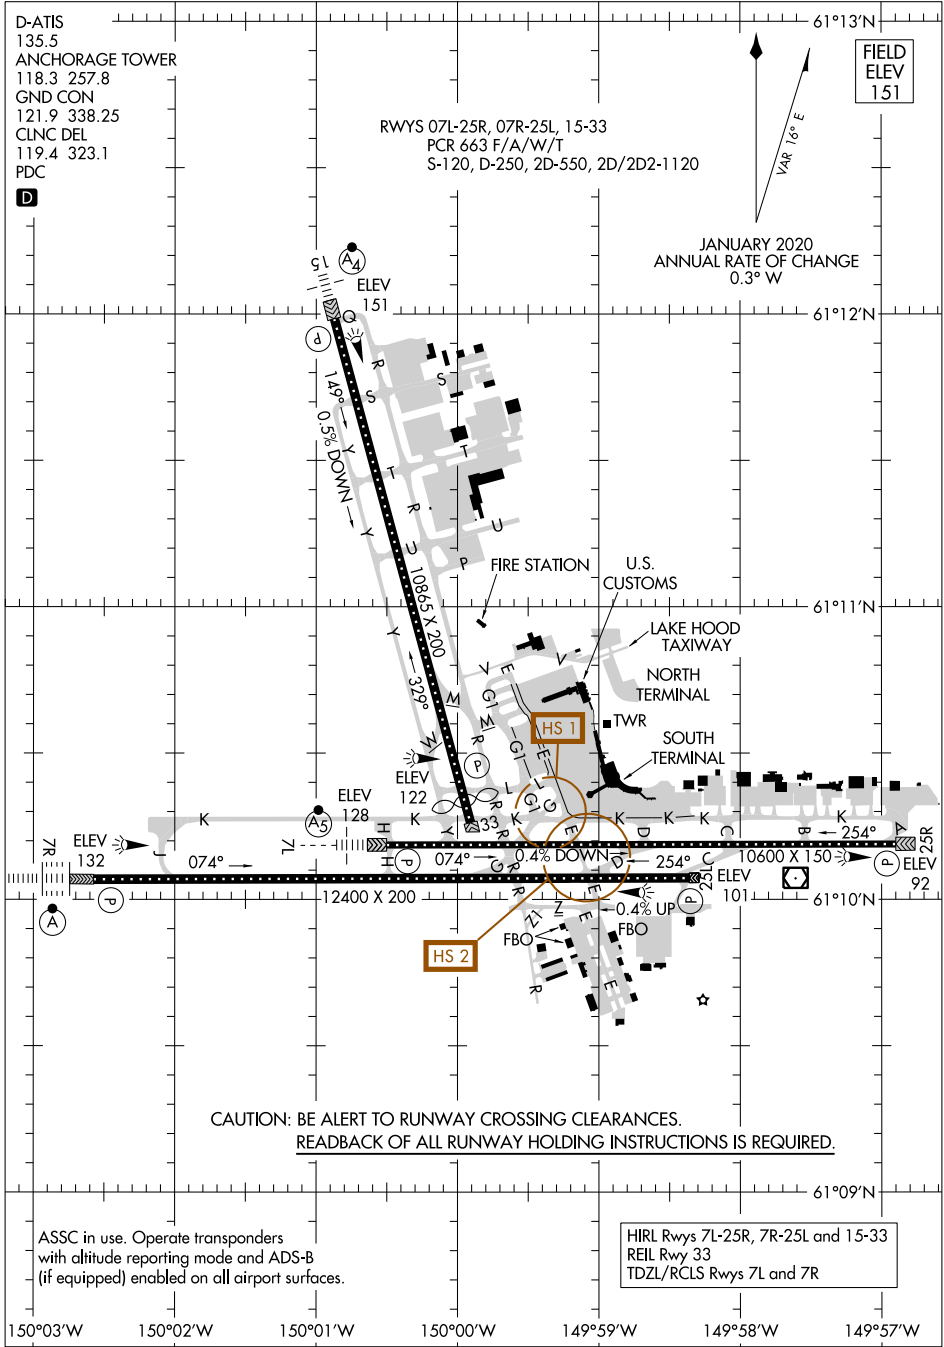 D-ATIS
135.5
ANCHORAGE TOWER
118.3 257.8
GND CON
121.9 338.25
CLNC DEL
119.4 323.1
PDC
D
RWYS 07L-25R, 07R-25L, 15-33
PCR 663 F/A/W/T
S-120, D-250, 2D-550, 2D/2D2-1120
61°13'N
FIELD
ELEV
151
VAR 16° E
JANUARY 2020
ANNUAL RATE OF CHANGE
0.3° W
15
A4
ELEV
151
61°12'N
Q
P
R
S
S
149°
0.5% DOWN
Y
T
T
R
U
Y
U
P
10865 X 200
FIRE STATION
U.S.
CUSTOMS
61°11'N
LAKE HOOD
TAXIWAY
Y
V
E
V
329°
G1
NORTH
TERMINAL
M
M
HS 1
TWR
W
R
G1
E
SOUTH
TERMINAL
P
ELEV
122
L
L
G1
G
R
ELEV
128
A5
K
H
K
Y
33
R
K
E
K
K
K
D
C
B
K
254°
A
25R
7R
ELEV
132
J
7L
074°
H
P
074°
G
R
0.4% DOWN
D
254°
C
10600 X 150
P
ELEV
92
25L
ELEV
101
P
A
P
12400 X 200
R
E
0.4% UP
61°10'N
Z
Z1
E
FBO
FBO
HS 2
R
E
E
CAUTION: BE ALERT TO RUNWAY CROSSING CLEARANCES.
READBACK OF ALL RUNWAY HOLDING INSTRUCTIONS IS REQUIRED.
61°09'N
ASSC in use. Operate transponders
with altitude reporting mode and ADS-B
(if equipped) enabled on all airport surfaces.
HIRL Rwys 7L-25R, 7R-25L and 15-33
REIL Rwy 33
TDZL/RCLS Rwys 7L and 7R
150°03'W
150°02'W
150°01'W
150°00'W
149°59'W
149°58'W
149°57'W